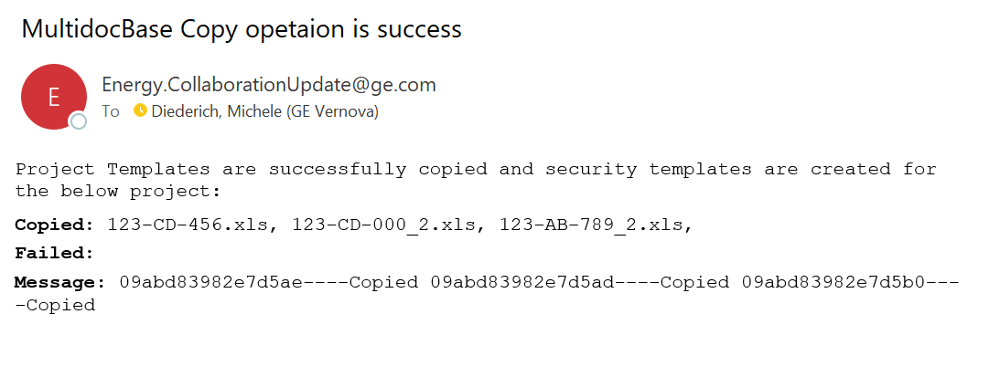 MultidocBase Copy opetaion is success
E
Energy.CollaborationUpdate@ge.com
To Diederich, Michele (GE Vernova)
Project Templates are successfully copied and security templates are created for
the below project:
Copied: 123-CD-456.xls, 123-CD-000_2.xls, 123-AB-789_2.xls,
Failed:
Message: 09abd83982e7d5ae----Copied 09abd83982e7d5ad----Copied 09abd83982e7d5b0---
-Copied